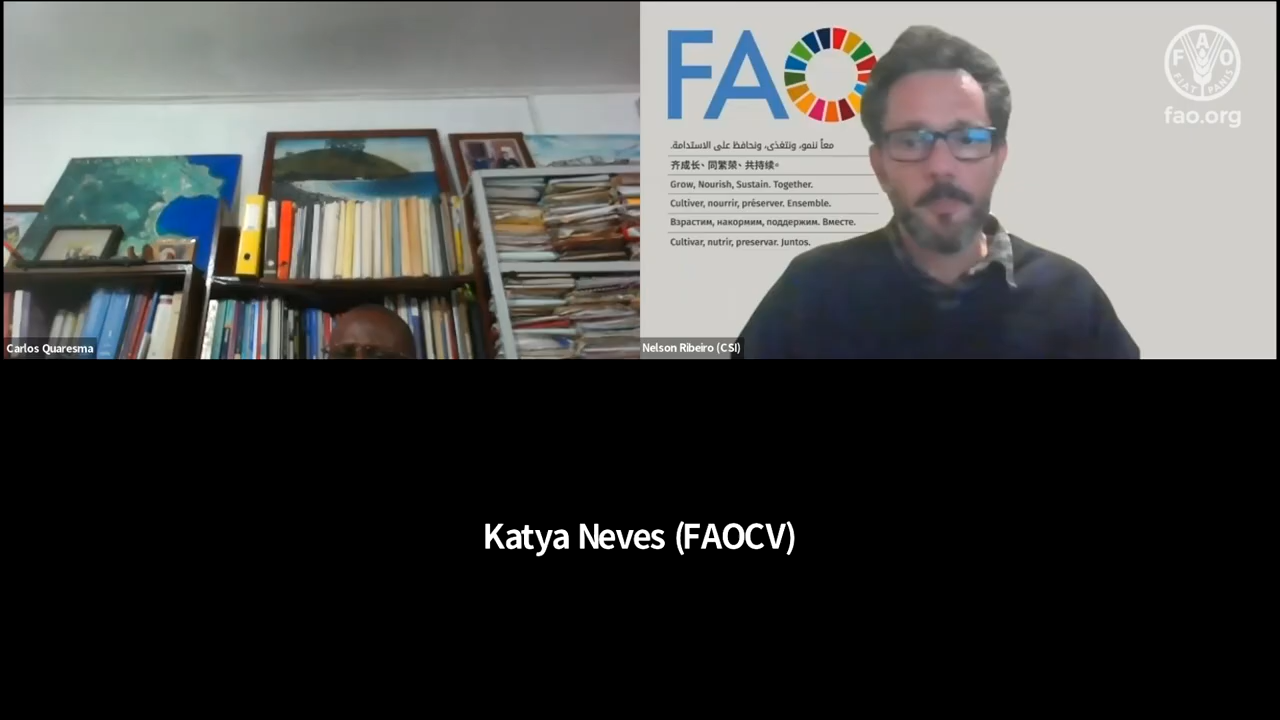 FAO
معاً ننمو، ونتغذى، ونحافظ على الاستدامة.
齐成长、同繁荣、共持续。
Grow, Nourish, Sustain. Together.
Cultiver, nourrir, préserver. Ensemble.
Взрастим, накормим, поддержим. Вместе.
Cultivar, nutrir, preservar. Juntos.
F A O
FIAT PANIS
fao.org
Carlos Quaresma
Nelson Ribeiro (CSI)
Katya Neves (FAOCV)